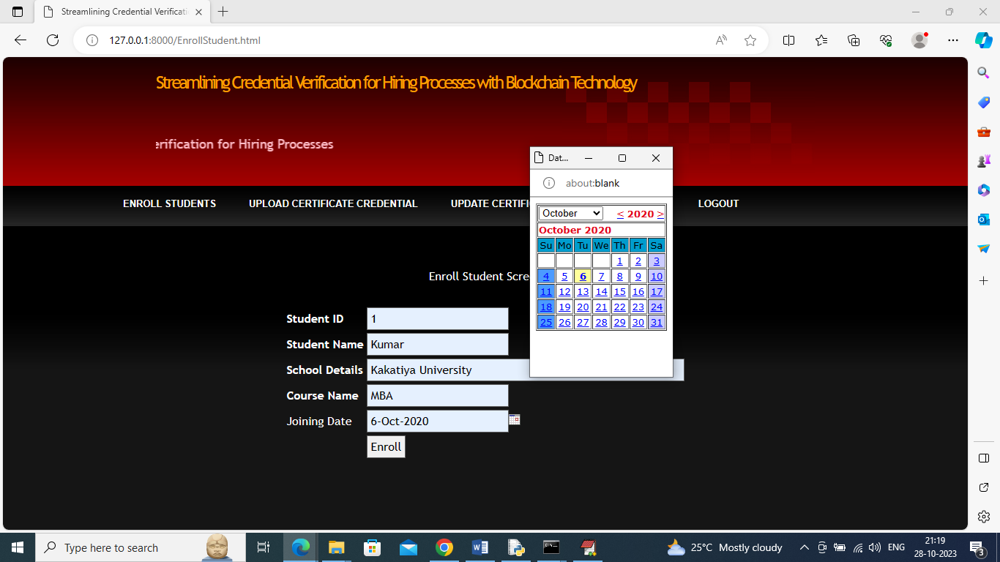 Streamlining Credential Verificati
127.0.0.1:8000/EnrollStudent.html
Streamlining Credential Verification for Hiring Processes with Blockchain Technology
erification for Hiring Processes
ENROLL STUDENTS UPLOAD CERTIFICATE CREDENTIAL UPDATE CERTIFI LOGOUT
Dat...
about:blank
October < 2020 >
October 2020
Su Mo Tu We Th Fr Sa
1 2 3
4 5 6 7 8 9 10
11 12 13 14 15 16 17
18 19 20 21 22 23 24
25 26 27 28 29 30 31
Enroll Student Scre
Student ID 1
Student Name Kumar
School Details Kakatiya University
Course Name MBA
Joining Date 6-Oct-2020
Enroll
Type here to search
25°C Mostly cloudy
ENG
21:19
28-10-2023
3